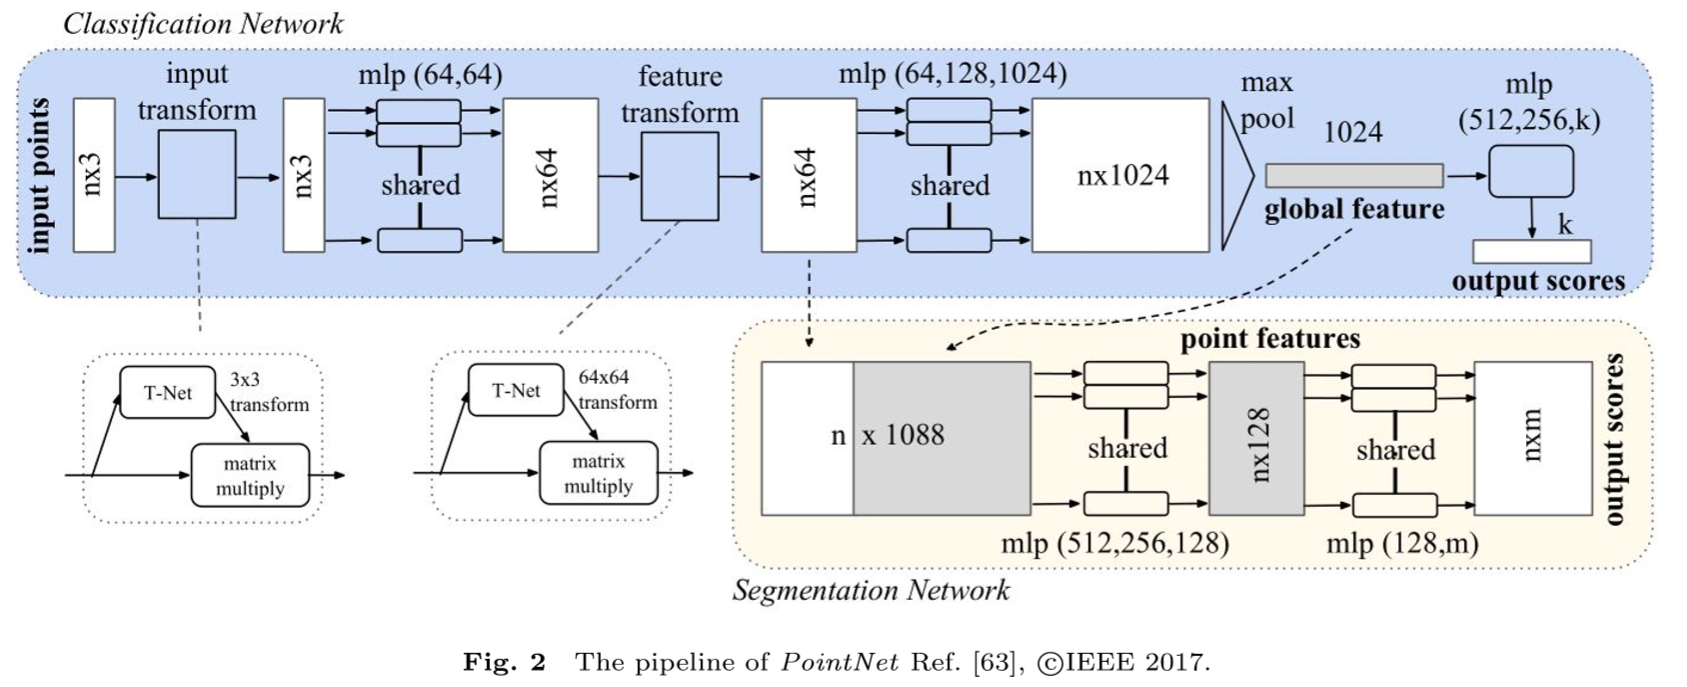 Classification Network
input points
nx3
input
transform
nx3
mlp (64,64)
shared
nx64
feature
transform
nx64
mlp (64,128,1024)
shared
nx1024
max
pool
1024
global feature
mlp
(512,256,k)
k
output scores
T-Net
3x3
transform
matrix
multiply
T-Net
64x64
transform
matrix
multiply
point features
n x 1088
shared
mlp (512,256,128)
nx128
shared
mlp (128,m)
nxm
output scores
Segmentation Network
Fig. 2 The pipeline of PointNet Ref. [63], ©IEEE 2017.